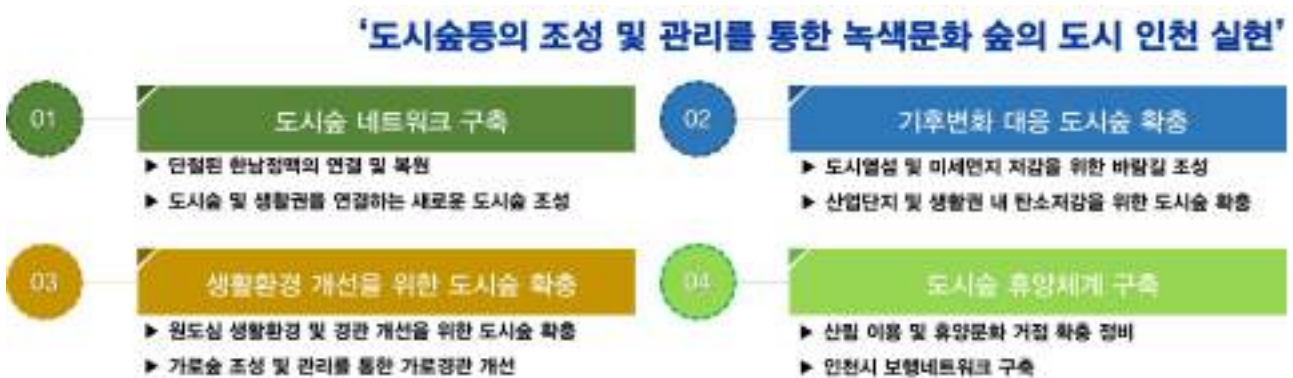 ‘도시숲등의 조성 및 관리를 통한 녹색문화 숲의 도시 인천 실현’
01
도시숲 네트워크 구축
▶ 단절된 한남정맥의 연결 및 복원
▶ 도시숲 및 생활권을 연결하는 새로운 도시숲 조성
02
기후변화 대응 도시숲 확충
▶ 도시열섬 및 미세먼지 저감을 위한 바람길 조성
▶ 산업단지 및 생활권 내 탄소저감을 위한 도시숲 확충
03
생활환경 개선을 위한 도시숲 확충
▶ 원도심 생활환경 및 경관 개선을 위한 도시숲 확충
▶ 가로숲 조성 및 관리를 통한 가로경관 개선
04
도시숲 휴양체계 구축
▶ 산림 이용 및 휴양문화 거점 확충 정비
▶ 인천시 보행네트워크 구축